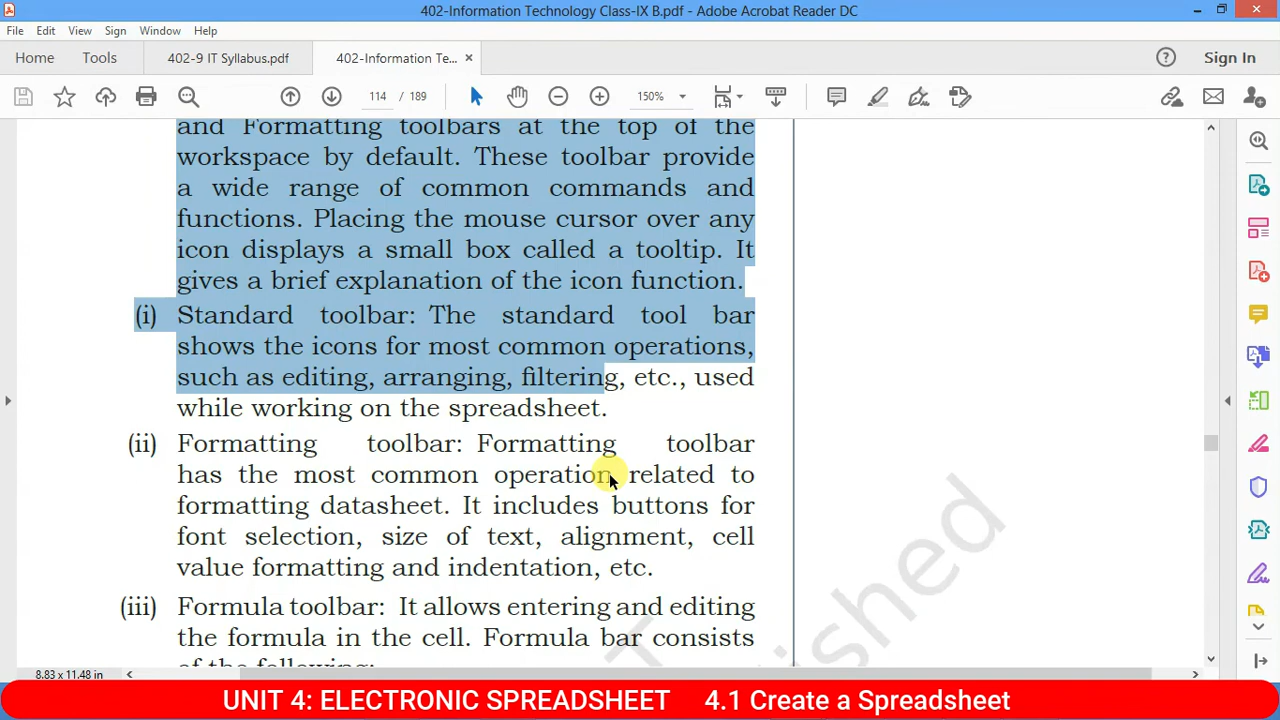 402-Information Technology Class-IX B.pdf - Adobe Acrobat Reader DC
File Edit View Sign Window Help
Home Tools 402-9 IT Syllabus.pdf 402-Information Te... × Sign In
114 / 189 150%
and Formatting toolbars at the top of the
workspace by default. These toolbar provide
a wide range of common commands and
functions. Placing the mouse cursor over any
icon displays a small box called a tooltip. It
gives a brief explanation of the icon function.
(i) Standard toolbar: The standard tool bar
shows the icons for most common operations,
such as editing, arranging, filtering, etc., used
while working on the spreadsheet.
(ii) Formatting toolbar: Formatting toolbar
has the most common operation related to
formatting datasheet. It includes buttons for
font selection, size of text, alignment, cell
value formatting and indentation, etc.
(iii) Formula toolbar: It allows entering and editing
the formula in the cell. Formula bar consists
of the following:
ished
8.83 x 11.48 in
UNIT 4: ELECTRONIC SPREADSHEET 4.1 Create a Spreadsheet